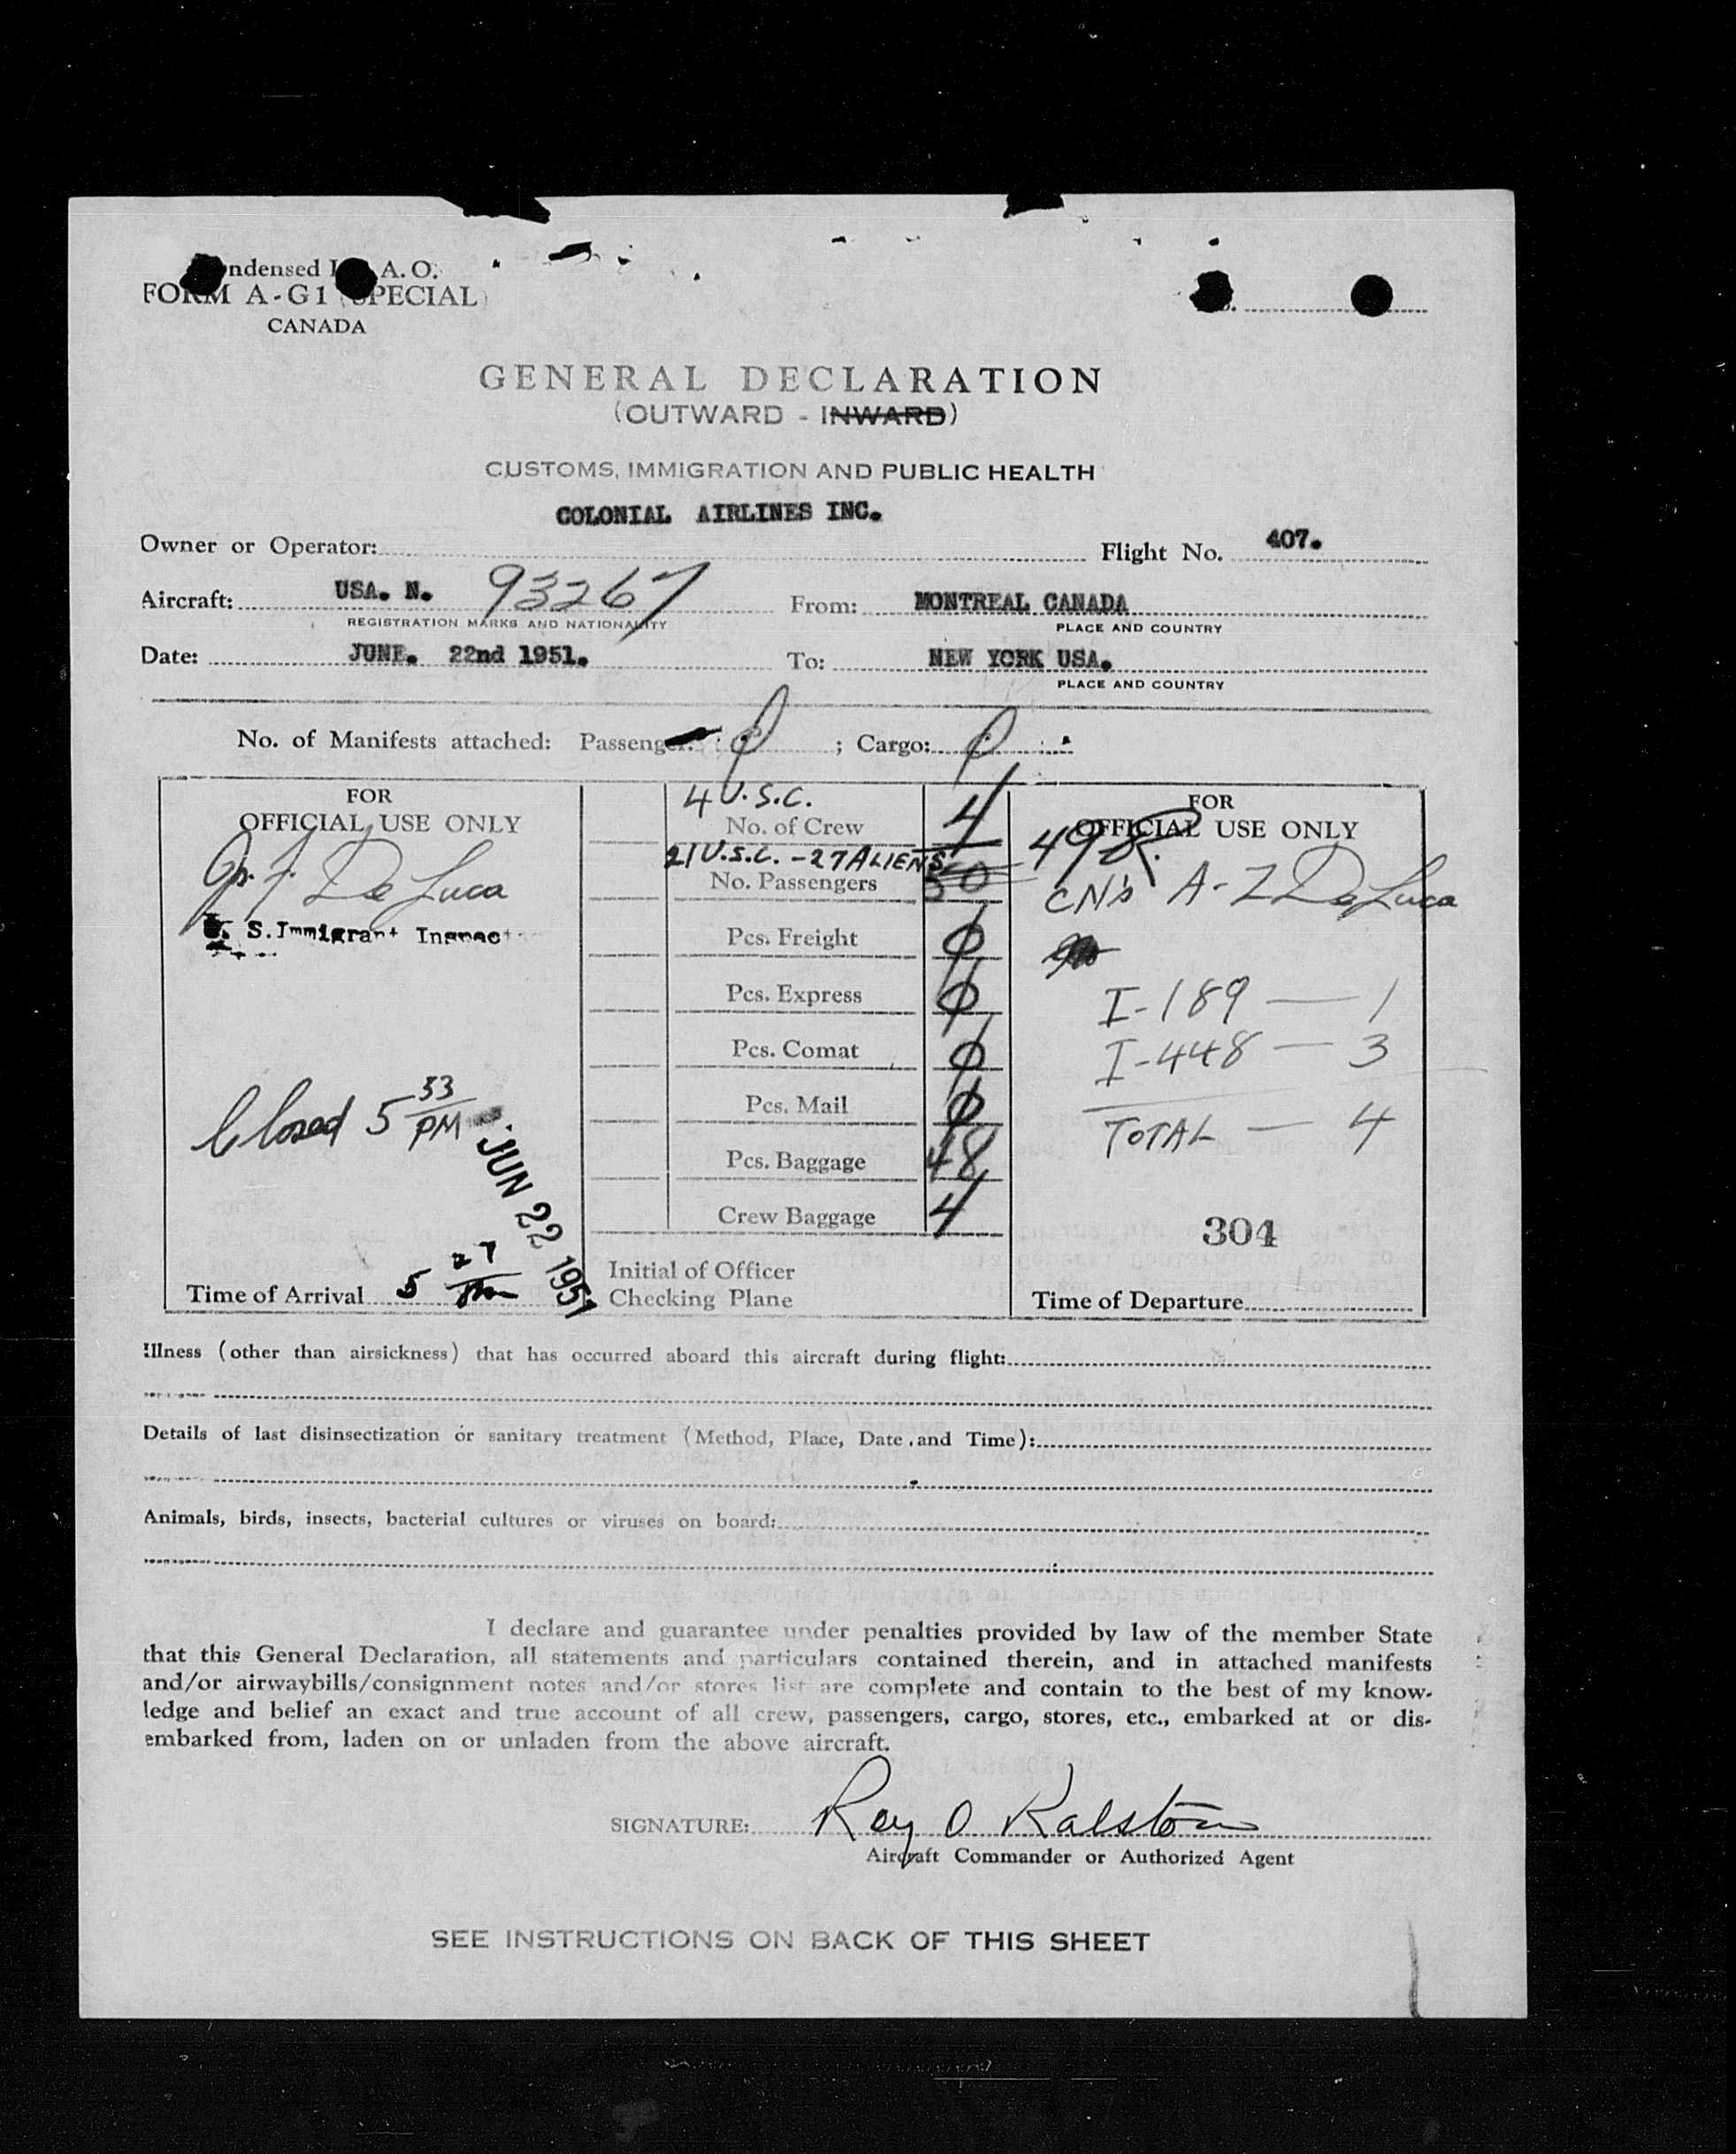 ndensed I A. O.
FORM A-G1 (SPECIAL)
CANADA
GENERAL DECLARATION
(OUTWARD - INWARD)
CUSTOMS, IMMIGRATION AND PUBLIC HEALTH
COLONIAL AIRLINES INC.
Owner or Operator: Flight No. 407.
Aircraft: USA. N. 93267 From: MONTREAL CANADA
REGISTRATION MARKS AND NATIONALITY PLACE AND COUNTRY
Date: JUNE. 22nd 1951. To: NEW YORK USA.
PLACE AND COUNTRY
No. of Manifests attached: Passenger: 0 ; Cargo: 0
FOR
OFFICIAL USE ONLY
De Luca
S. Immigrant Inspect
Closed 5 33 PM
JUN 22 1951
Time of Arrival 5 27 pm
4 U.S.C.
No. of Crew 4
21 U.S.C. - 27 ALIENS
No. Passengers 50
Pcs. Freight 0
Pcs. Express 0
Pcs. Comat 0
Pcs. Mail 0
Pcs. Baggage 48
Crew Baggage 4
Initial of Officer
Checking Plane
FOR
OFFICIAL USE ONLY
CN's A-Z De Luca
I-189 — 1
I-448 — 3
TOTAL — 4
304
Time of Departure
Illness (other than airsickness) that has occurred aboard this aircraft during flight:
Details of last disinsectization or sanitary treatment (Method, Place, Date and Time):
Animals, birds, insects, bacterial cultures or viruses on board:
I declare and guarantee under penalties provided by law of the member State
that this General Declaration, all statements and particulars contained therein, and in attached manifests
and/or airwaybills/consignment notes and/or stores list are complete and contain to the best of my know-
ledge and belief an exact and true account of all crew, passengers, cargo, stores, etc., embarked at or dis-
embarked from, laden on or unladen from the above aircraft.
SIGNATURE: Roy O Ralston
Aircraft Commander or Authorized Agent
SEE INSTRUCTIONS ON BACK OF THIS SHEET